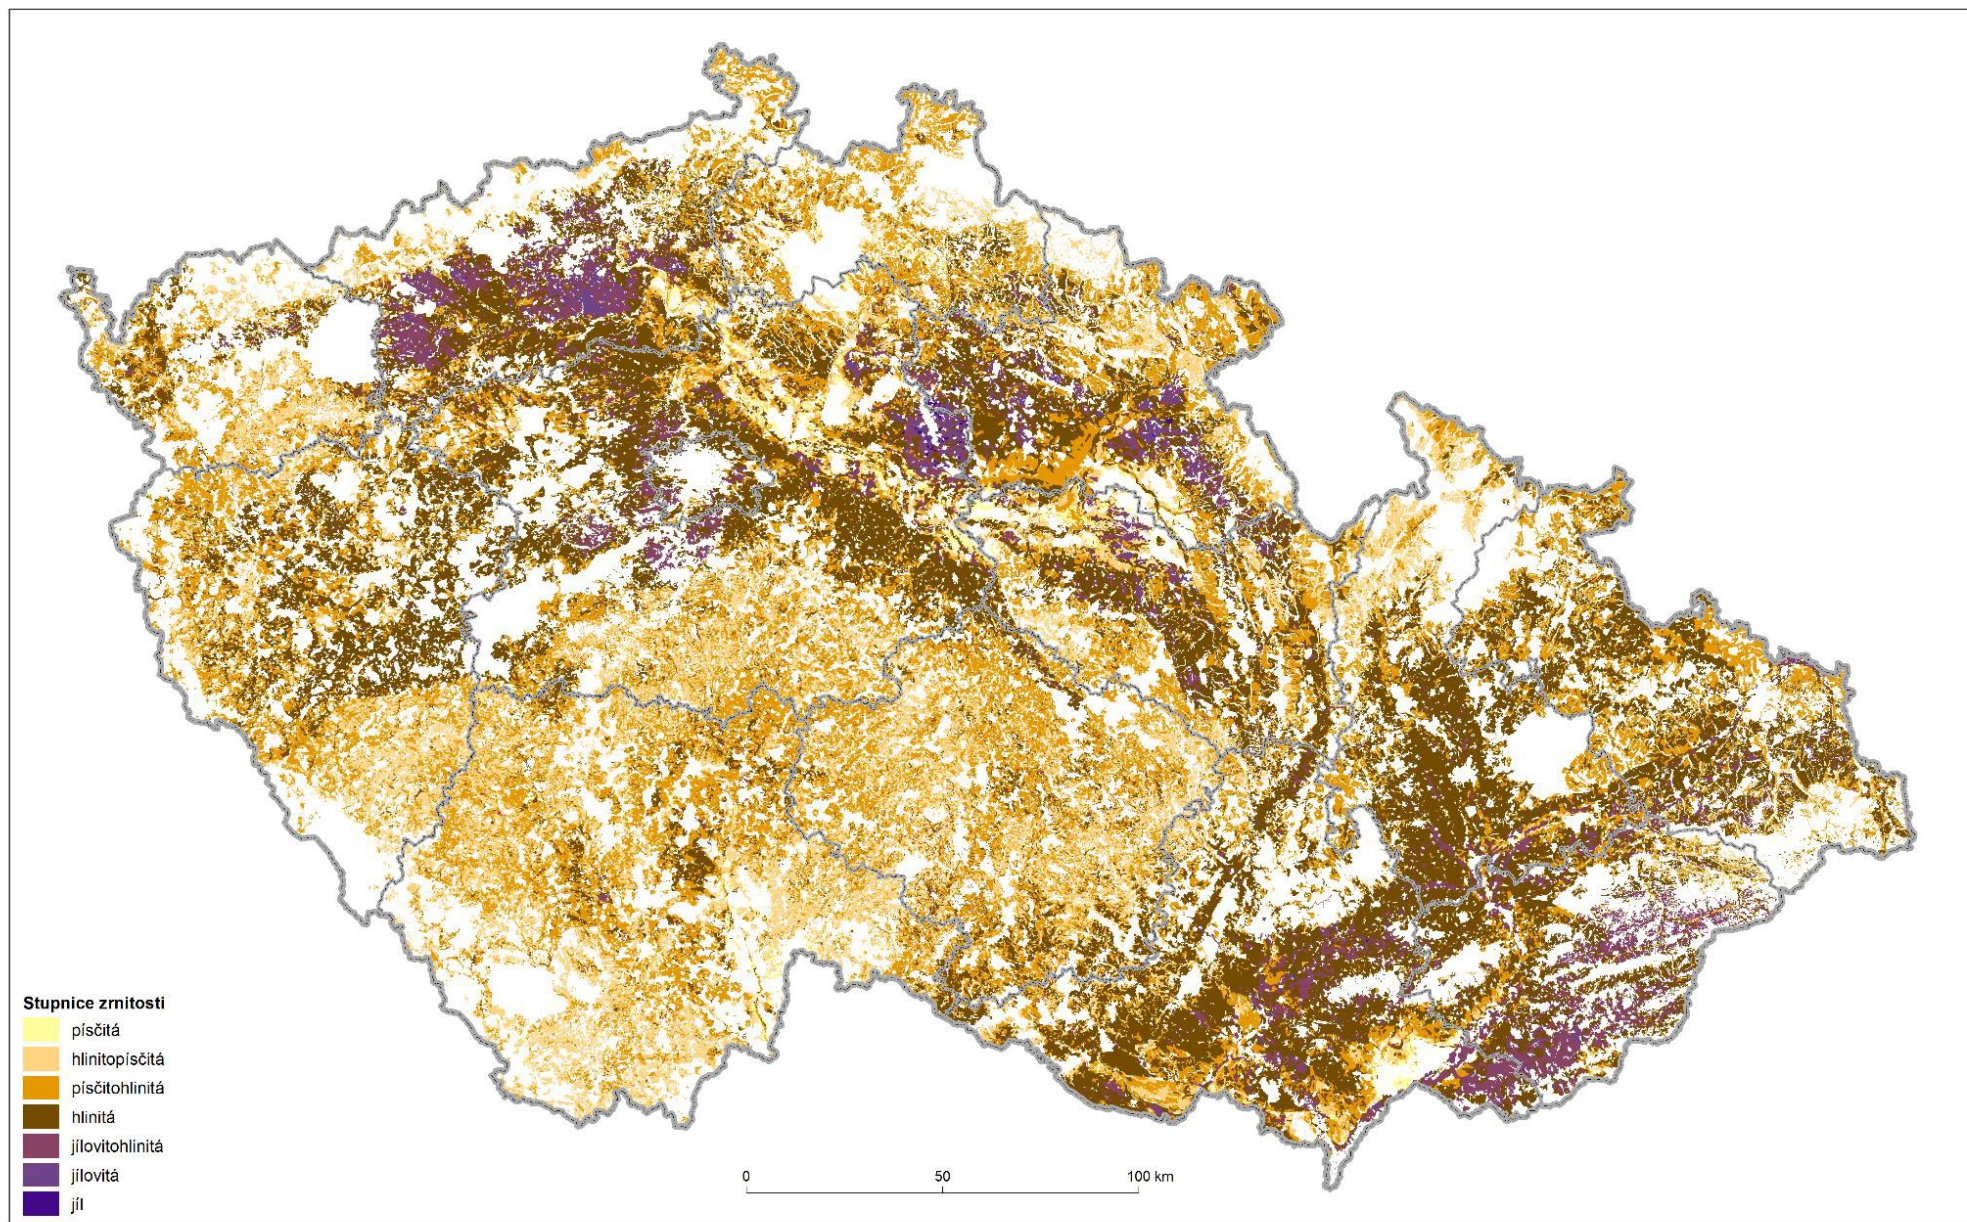 Stupnice zrnitosti
písčitá
hlinitopísčitá
písčitohlinitá
hlinitá
jílovitohlinitá
jílovitá
jíl
0 50 100 km